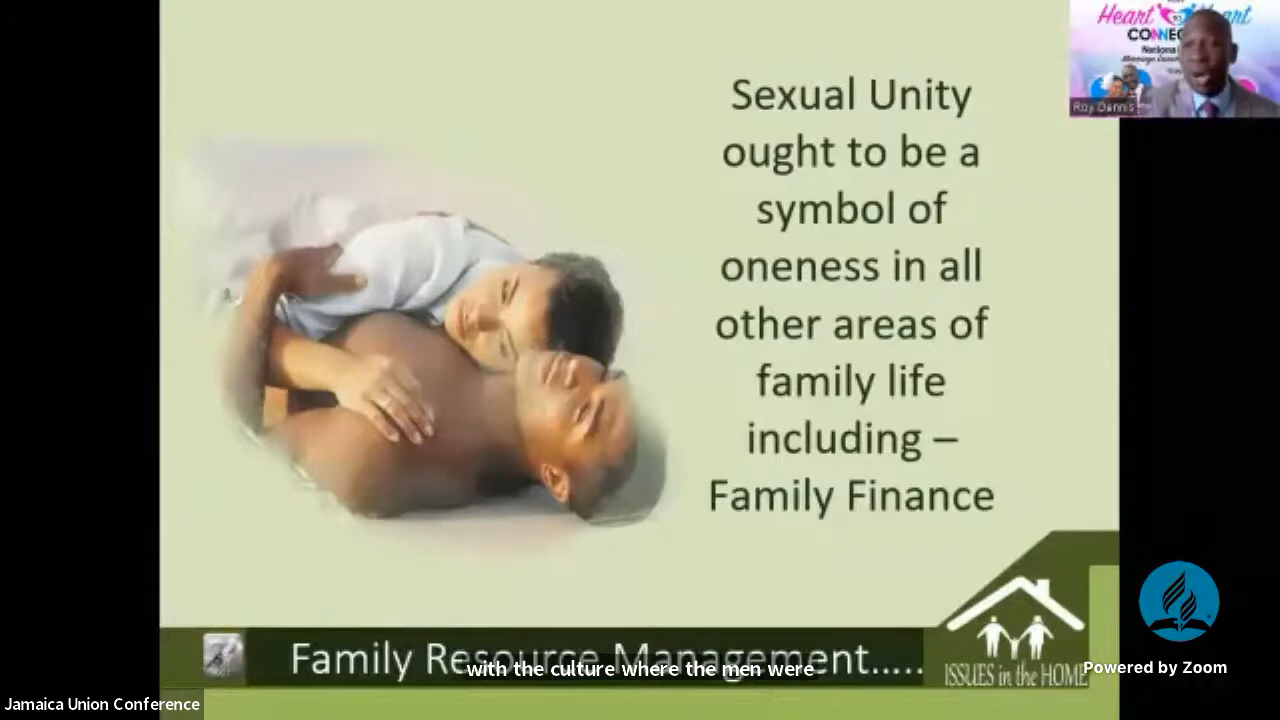 Heart Heart
Sexual Unity
ought to be a
symbol of
oneness in all
other areas of
family life
including –
Family Finance
Roy Dennis
Family Resource Management.....
with the culture where the men were
ISSUES in the HOME
Powered by Zoom
Jamaica Union Conference